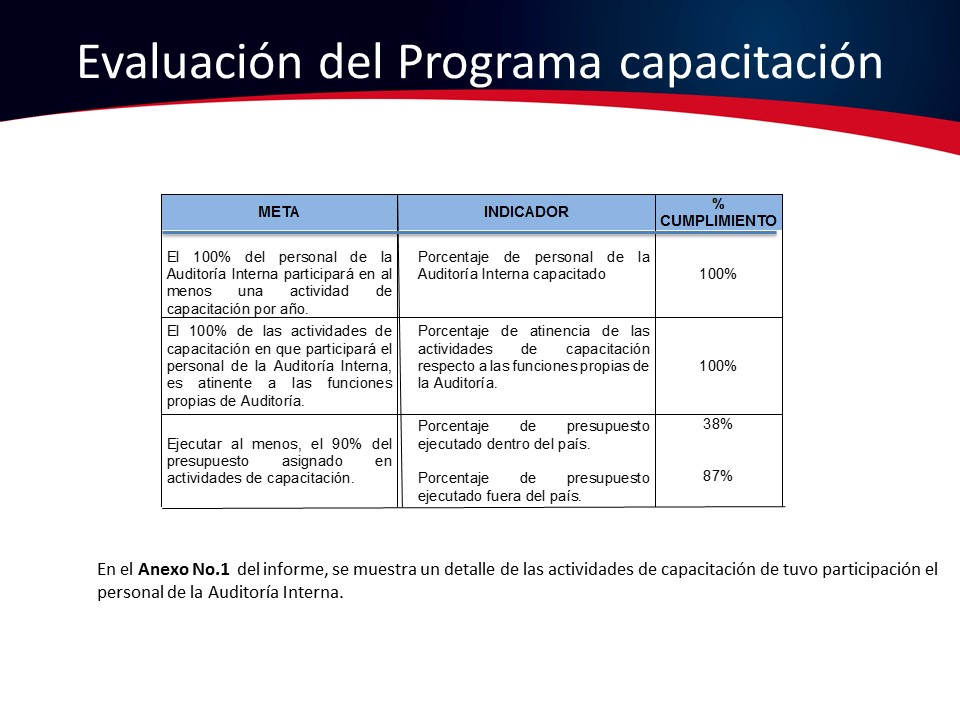 Evaluación del Programa capacitación
META
INDICADOR
%
CUMPLIMIENTO
El 100% del personal de la
Auditoría Interna participará en al
menos una actividad de
capacitación por año.
Porcentaje de personal de la
Auditoría Interna capacitado
100%
El 100% de las actividades de
capacitación en que participará el
personal de la Auditoría Interna,
es atinente a las funciones
propias de Auditoría.
Porcentaje de atinencia de las
actividades de capacitación
respecto a las funciones propias de
la Auditoría.
100%
Ejecutar al menos, el 90% del
presupuesto asignado en
actividades de capacitación.
Porcentaje de presupuesto
ejecutado dentro del país.
38%
Porcentaje de presupuesto
ejecutado fuera del país.
87%
En el Anexo No.1 del informe, se muestra un detalle de las actividades de capacitación de tuvo participación el
personal de la Auditoría Interna.